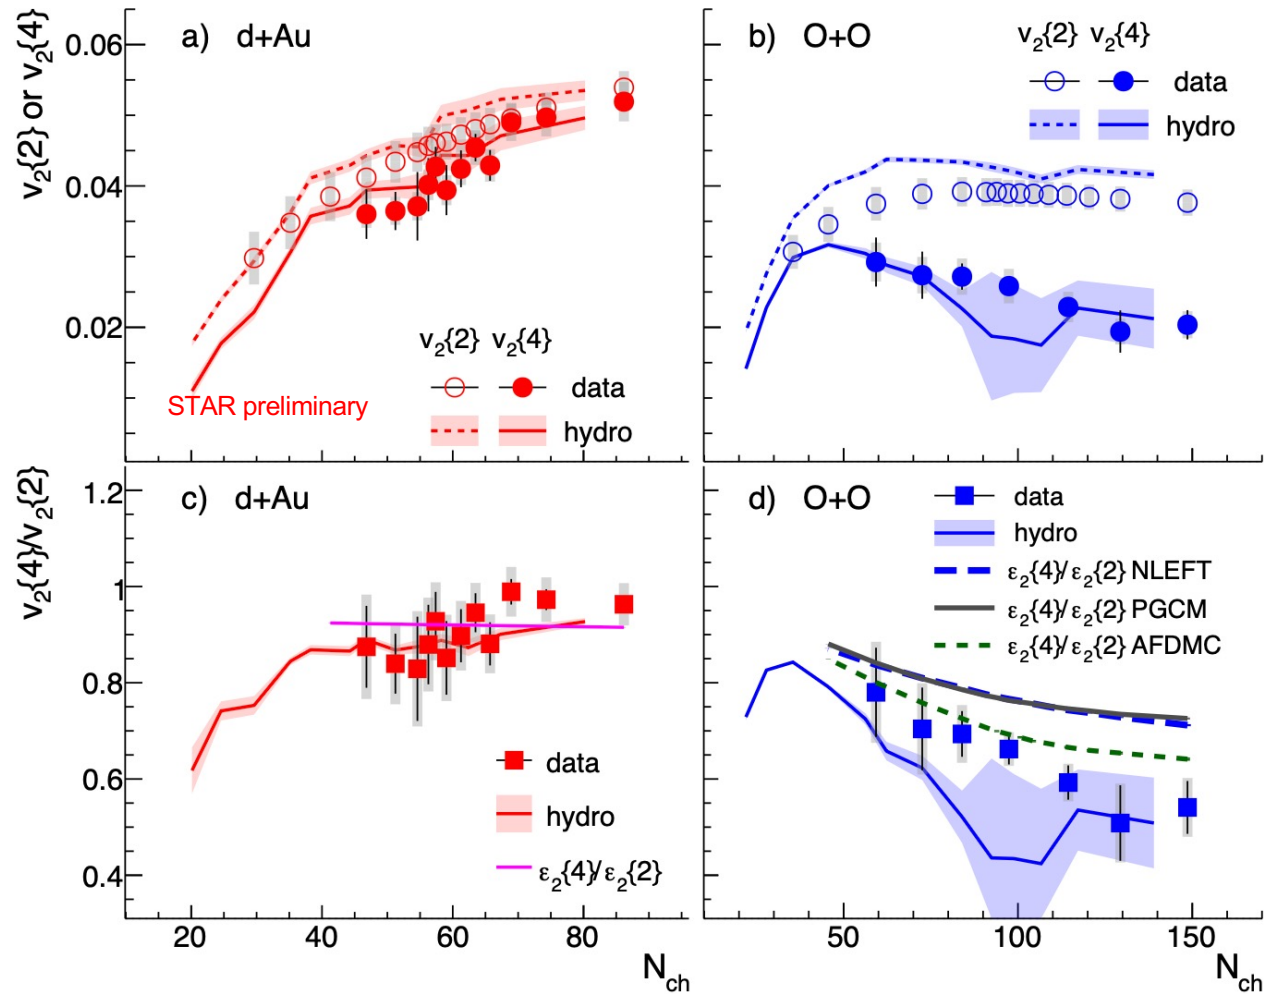 v₂{2} or v₂{4}
0.06
0.04
0.02
a) d+Au
v₂{2} v₂{4}
data
hydro
STAR preliminary
b) O+O
v₂{2} v₂{4}
data
hydro
v₂{4}/v₂{2}
1.2
1
0.8
0.6
0.4
c) d+Au
data
hydro
ε₂{4}/ε₂{2}
20 40 60 80
N_ch
d) O+O
data
hydro
ε₂{4}/ε₂{2} NLEFT
ε₂{4}/ε₂{2} PGCM
ε₂{4}/ε₂{2} AFDMC
50 100 150
N_ch